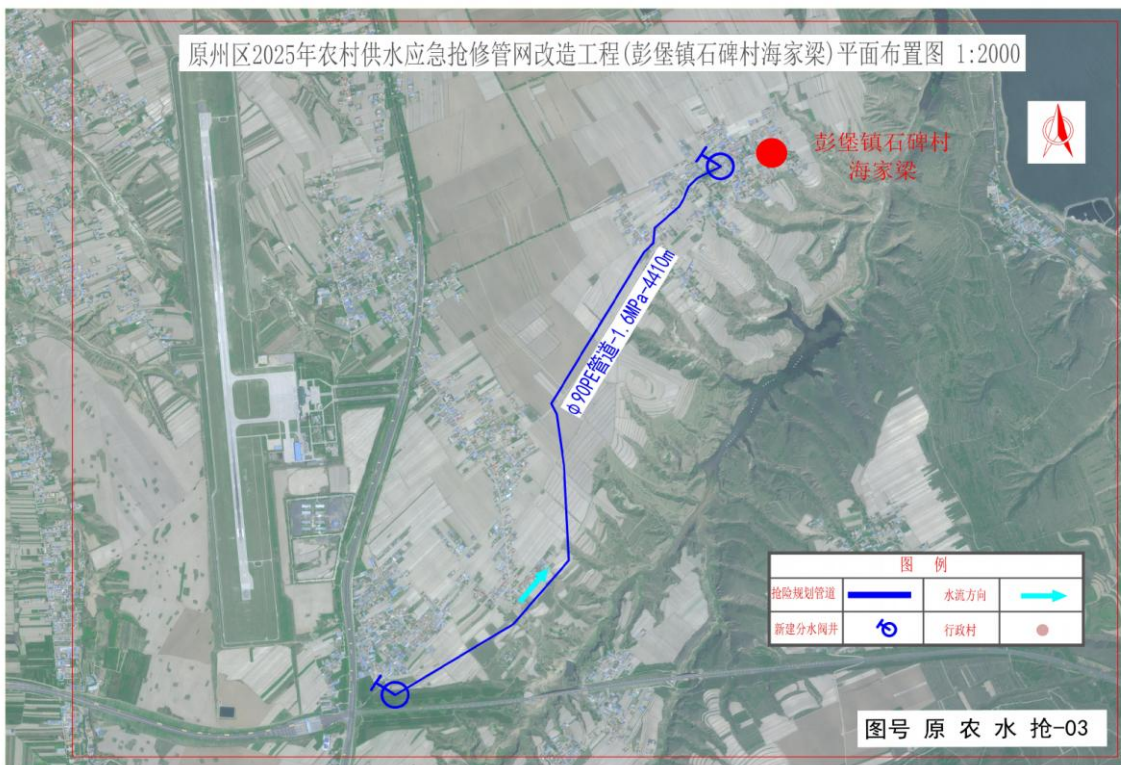 原州区2025年农村供水应急抢修管网改造工程(彭堡镇石碑村海家梁)平面布置图 1:2000
彭堡镇石碑村
海家梁
φ90PE管道-1.6MPa-4410m
图 例
抢险规划管道
水流方向
新建分水阀井
行政村
图号 原 农 水 抢-03